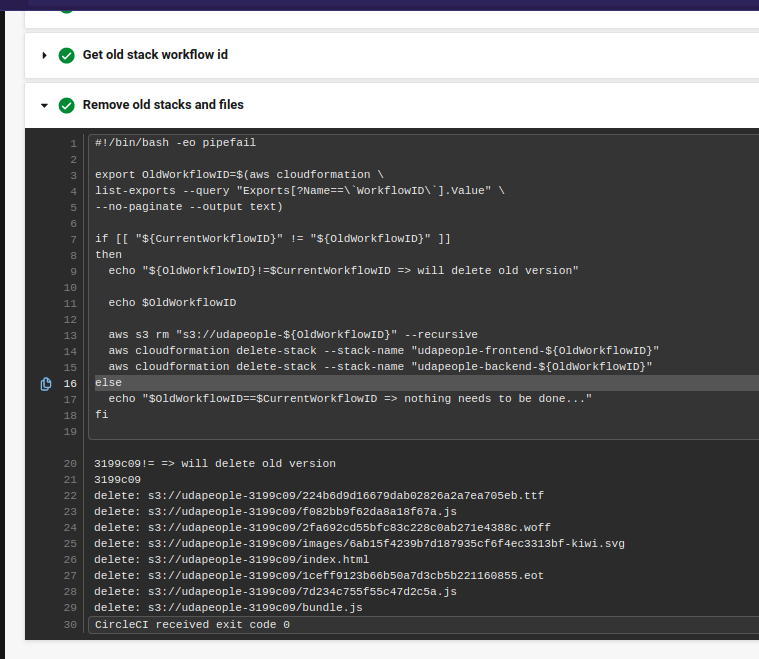 Get old stack workflow id
Remove old stacks and files
1 #!/bin/bash -eo pipefail
2
3 export OldWorkflowID=$(aws cloudformation \
4 list-exports --query "Exports[?Name==\`WorkflowID\`].Value" \
5 --no-paginate --output text)
6
7 if [[ "${CurrentWorkflowID}" != "${OldWorkflowID}" ]]
8 then
9 echo "${OldWorkflowID}!=$CurrentWorkflowID => will delete old version"
10
11 echo $OldWorkflowID
12
13 aws s3 rm "s3://udapeople-${OldWorkflowID}" --recursive
14 aws cloudformation delete-stack --stack-name "udapeople-frontend-${OldWorkflowID}"
15 aws cloudformation delete-stack --stack-name "udapeople-backend-${OldWorkflowID}"
16 else
17 echo "$OldWorkflowID==$CurrentWorkflowID => nothing needs to be done..."
18 fi
19
20 3199c09!= => will delete old version
21 3199c09
22 delete: s3://udapeople-3199c09/224b6d9d16679dab02826a2a7ea705eb.ttf
23 delete: s3://udapeople-3199c09/f082bb9f62da8a18f67a.js
24 delete: s3://udapeople-3199c09/2fa692cd55bfc83c228c0ab271e4388c.woff
25 delete: s3://udapeople-3199c09/images/6ab15f4239b7d187935cf6f4ec3313bf-kiwi.svg
26 delete: s3://udapeople-3199c09/index.html
27 delete: s3://udapeople-3199c09/1ceff9123b66b50a7d3cb5b221160855.eot
28 delete: s3://udapeople-3199c09/7d234c755f55c47d2c5a.js
29 delete: s3://udapeople-3199c09/bundle.js
30 CircleCI received exit code 0